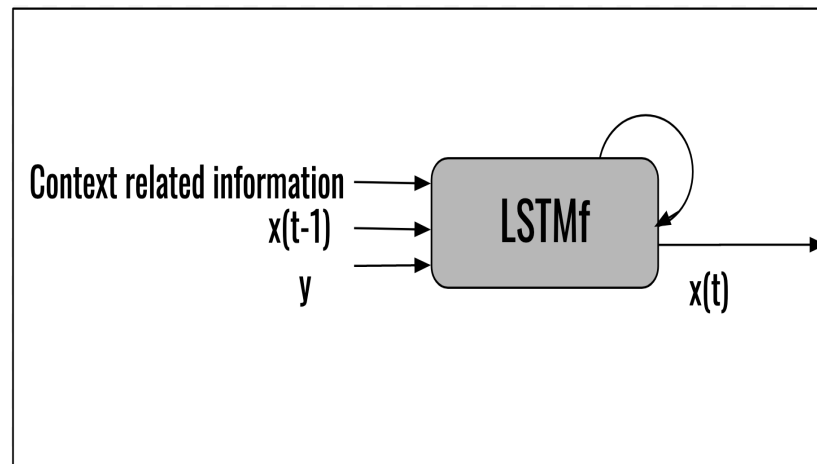 Context related information
x(t-1)
y
LSTMf
x(t)